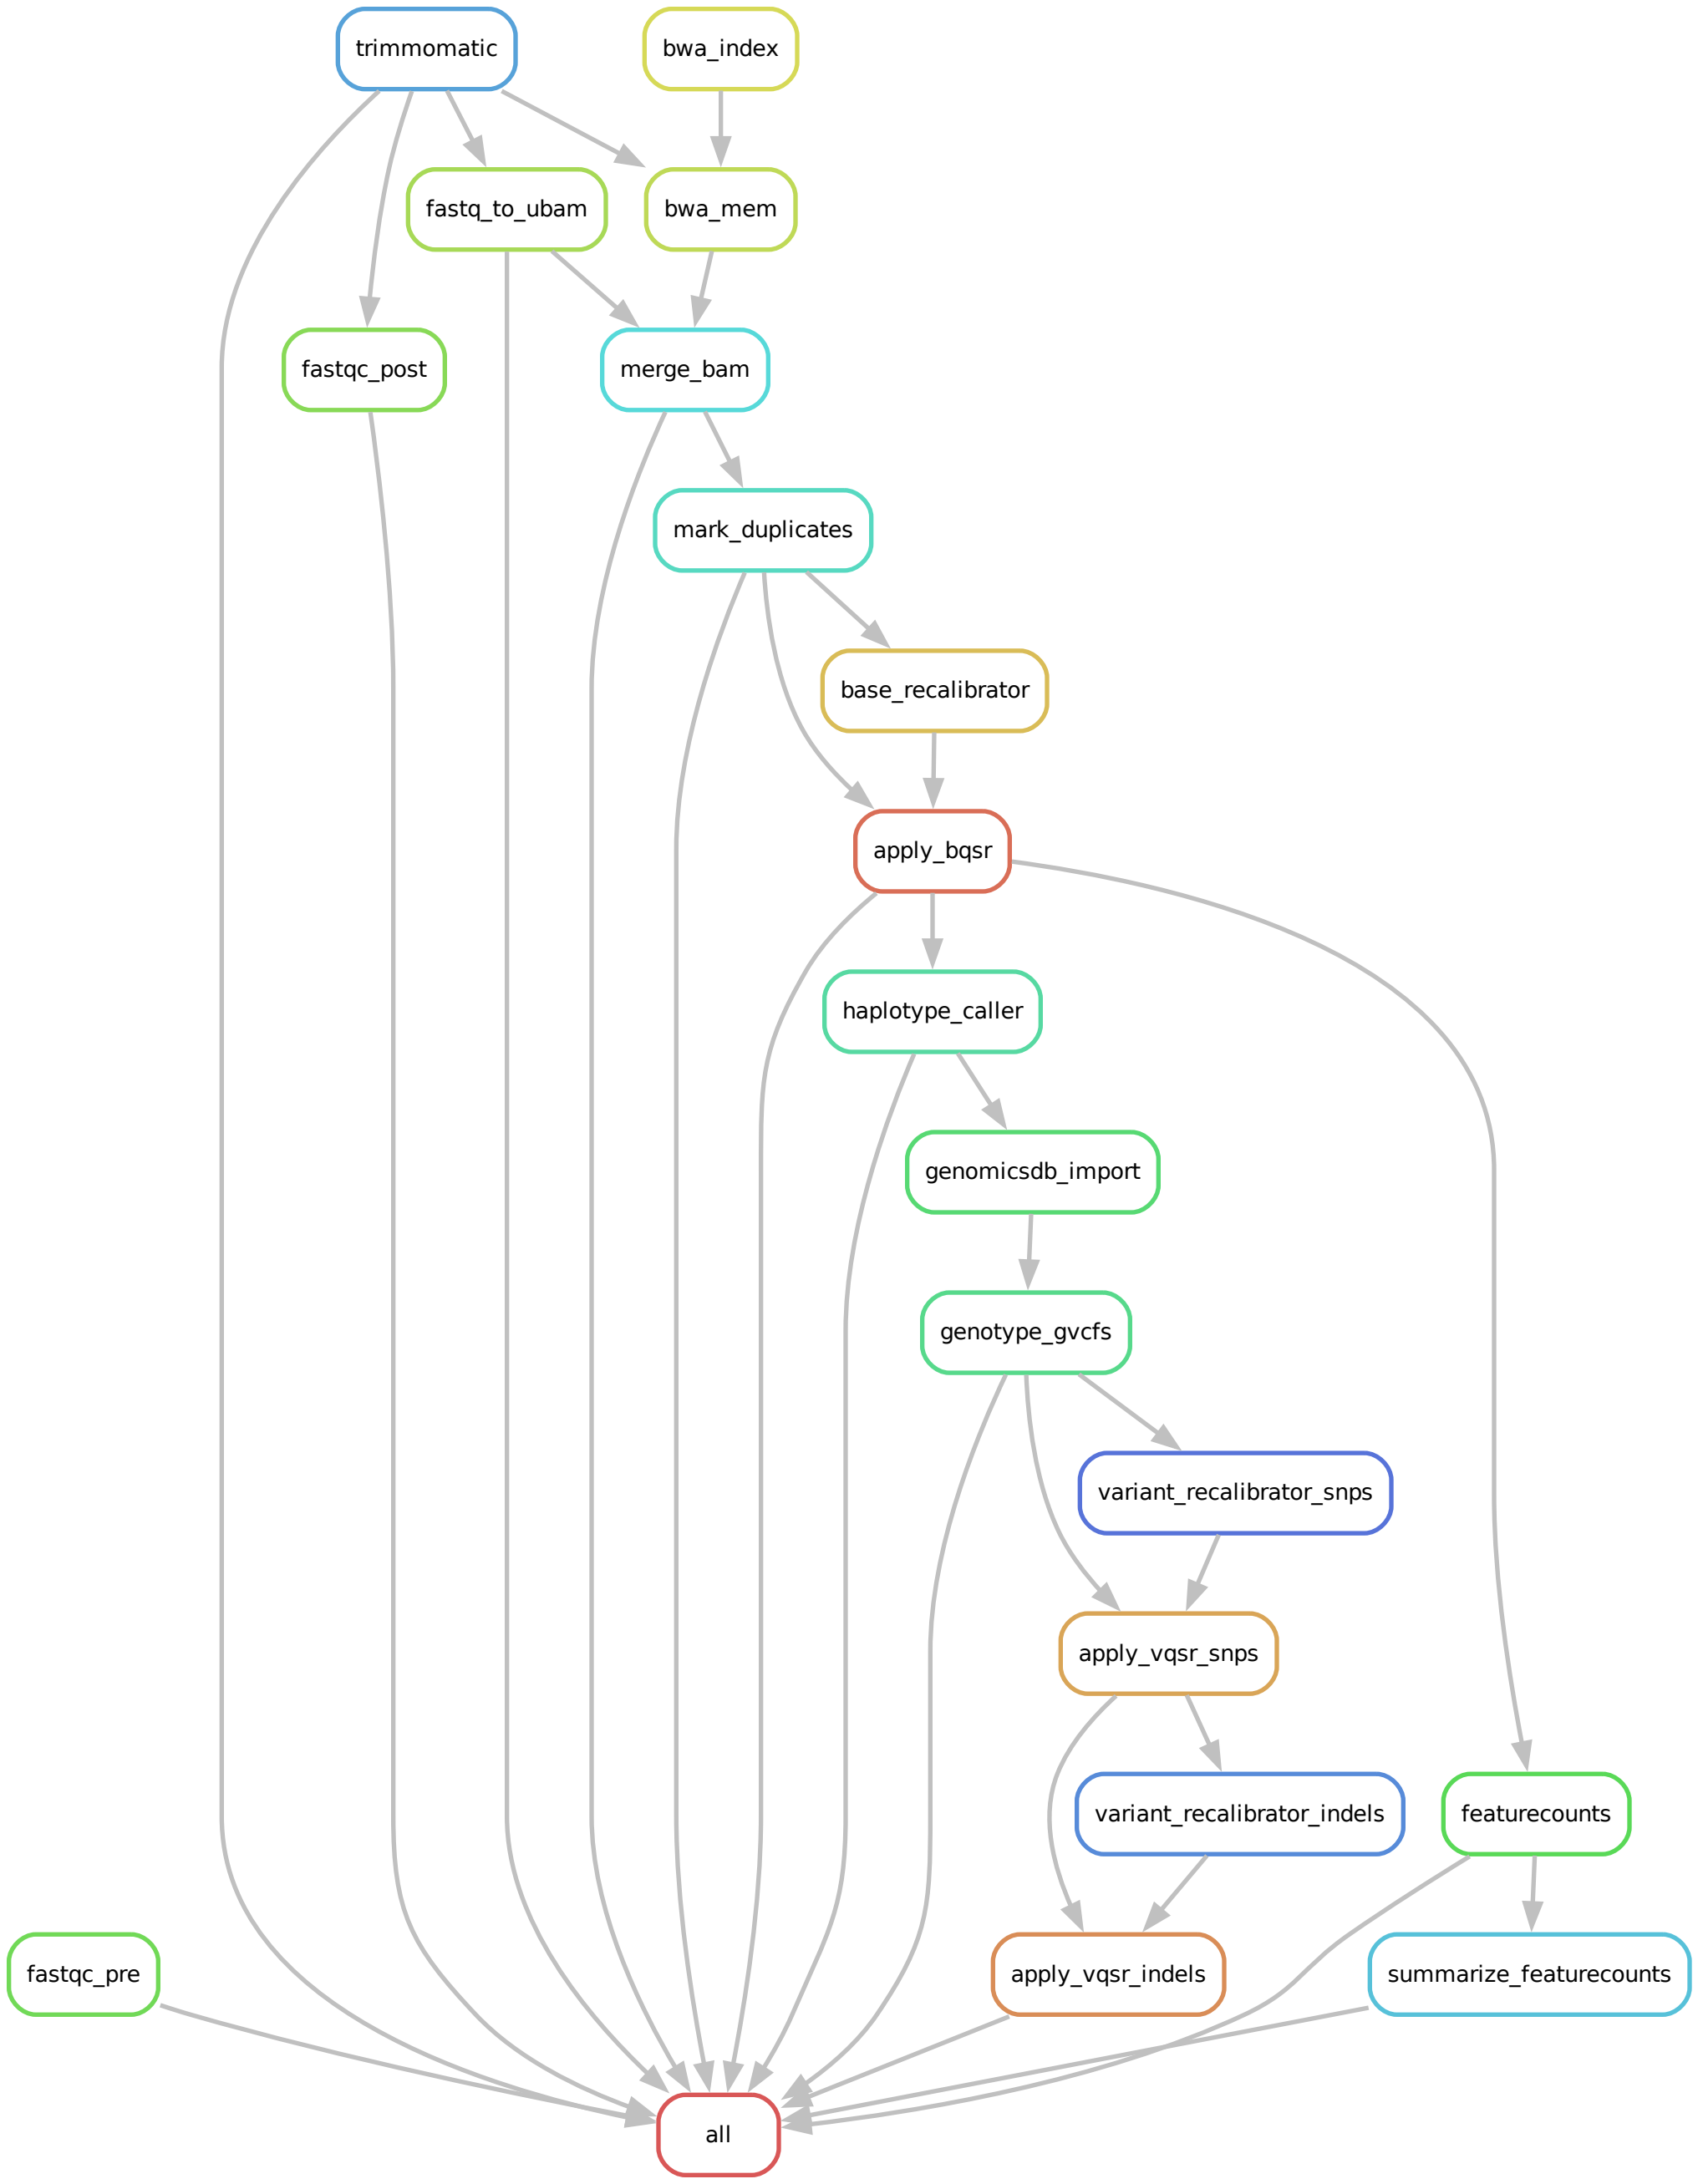 trimmomatic
bwa_index
fastq_to_ubam
bwa_mem
fastqc_post
merge_bam
mark_duplicates
base_recalibrator
apply_bqsr
haplotype_caller
genomicsdb_import
genotype_gvcfs
variant_recalibrator_snps
apply_vqsr_snps
variant_recalibrator_indels
featurecounts
fastqc_pre
apply_vqsr_indels
summarize_featurecounts
all